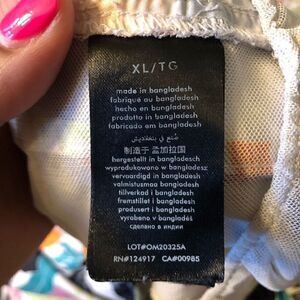 XL/TG
made in bangladesh
fabriqué au bangladesh
hecho en bangladesh
prodotto in bangladesh
fabricado em bangladesh
صنع في بنغلاديش
制造于 孟加拉国
hergestellt in bangladesch
wyprodukowano w bangladesz
vervaardigd in bangladesh
valmistusmaa bangladesh
tillverkad i bangladesh
fremstillet i bangladesh
produsert i bangladesh
vyrobeno v bangladéš
сделано в индии
LOT#OM20325A
RN#124917 CA#00985